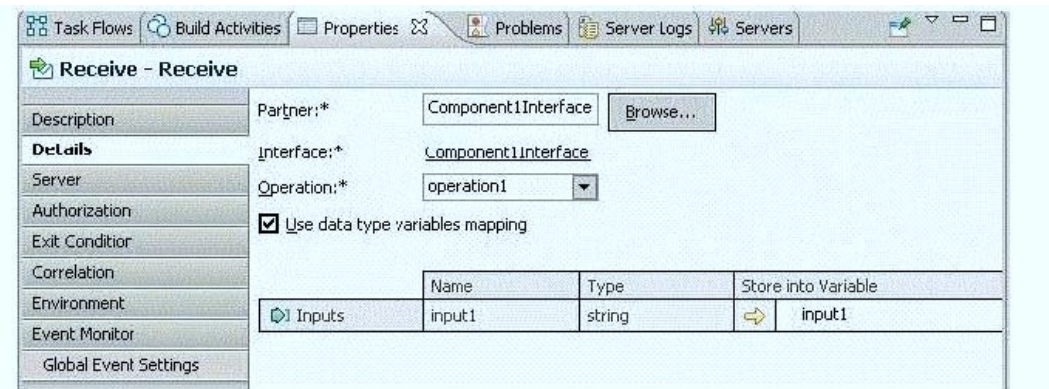 Task Flows Build Activities Properties Problems Server Logs Servers
Receive - Receive
Description
Details
Server
Authorization
Exit Condition
Correlation
Environment
Event Monitor
Global Event Settings
Partner:* Component1Interface Browse...
Interface:* Component1Interface
Operation:* operation1
Use data type variables mapping
Name Type Store into Variable
Inputs input1 string input1